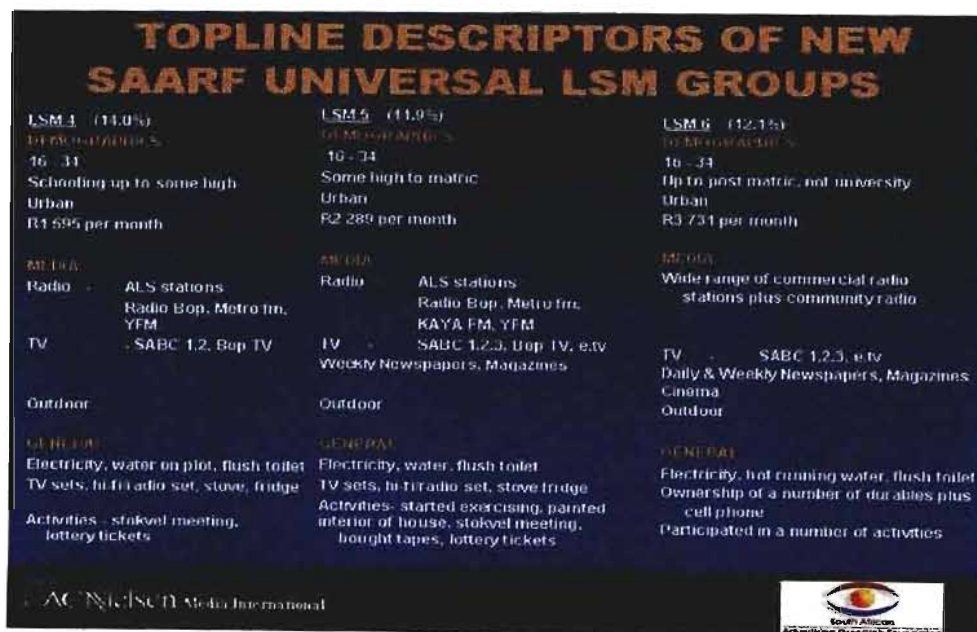 TOPLINE DESCRIPTORS OF NEW
SAARF UNIVERSAL LSM GROUPS
LSM 4 (14.0%)
DEMOGRAPHICS
16 - 34
Schooling up to some high
Urban
R1 695 per month
MEDIA
Radio - ALS stations
Radio Bop, Metro fm,
YFM
TV - SABC 1,2, Bop TV
Outdoor
GENERAL
Electricity, water on plot, flush toilet
TV sets, hi-fi/radio set, stove, fridge
Activities - stokvel meeting,
lottery tickets
LSM 5 (11.9%)
DEMOGRAPHICS
16 - 34
Some high to matric
Urban
R2 289 per month
MEDIA
Radio ALS stations
Radio Bop, Metro fm,
KAYA FM, YFM
TV - SABC 1,2,3, Bop TV, e.tv
Weekly Newspapers, Magazines
Outdoor
GENERAL
Electricity, water, flush toilet
TV sets, hi-fi/radio set, stove fridge
Activities- started exercising, painted
interior of house, stokvel meeting,
bought tapes, lottery tickets
LSM 6 (12.1%)
DEMOGRAPHICS
16 - 34
Up to post matric, not university
Urban
R3 731 per month
MEDIA
Wide range of commercial radio
stations plus community radio
TV - SABC 1,2,3, e.tv
Daily & Weekly Newspapers, Magazines
Cinema
Outdoor
GENERAL
Electricity, hot running water, flush toilet
Ownership of a number of durables plus
cell phone
Participated in a number of activities
ACNielsen Media International
South African